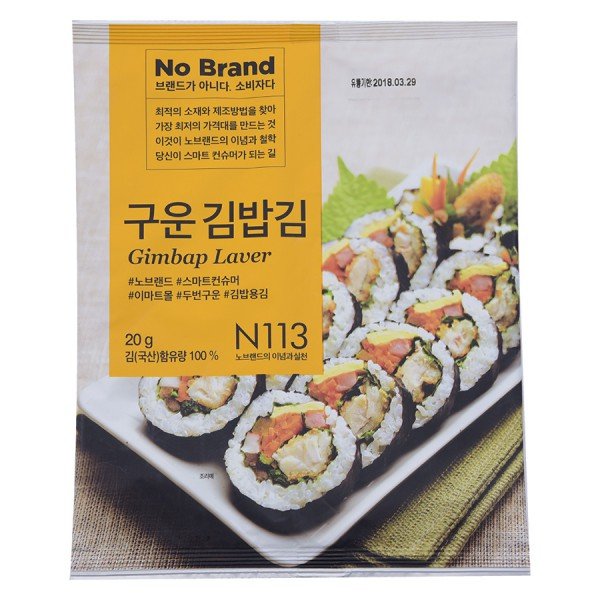 No Brand
브랜드가 아니다. 소비자다
최적의 소재와 제조방법을 찾아
가장 최저의 가격대를 만드는 것
이것이 노브랜드의 이념과 철학
당신이 스마트 컨슈머가 되는 길
유통기한:2018.03.29
구운 김밥김
Gimbap Laver
#노브랜드 #스마트컨슈머
#이마트몰 #두번구운 #김밥용김
20 g
김(국산)함유량 100 %
N113
노브랜드의 이념과실천
조리예